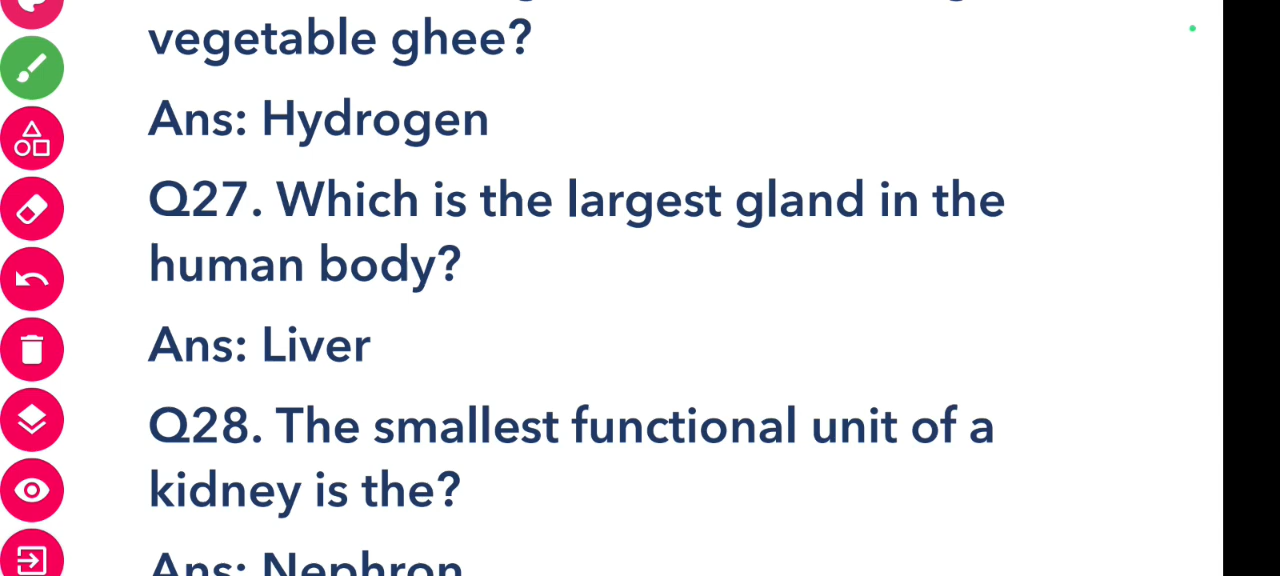 vegetable ghee?
Ans: Hydrogen
Q27. Which is the largest gland in the
human body?
Ans: Liver
Q28. The smallest functional unit of a
kidney is the?
Ans: Nephron